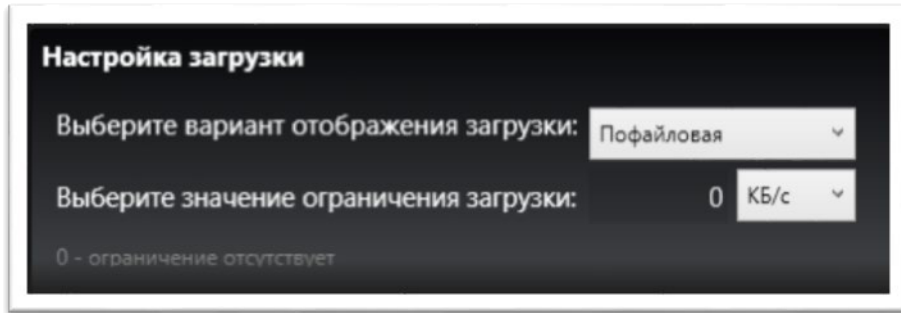 Настройка загрузки
Выберите вариант отображения загрузки: Пофайловая
Выберите значение ограничения загрузки: 0 КБ/с
0 - ограничение отсутствует